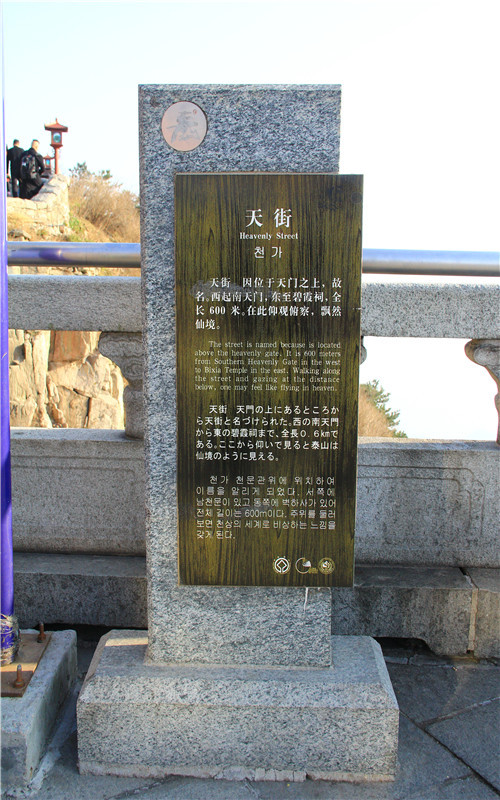 天街
Heavenly Street
천가
天街 因位于天门之上，故
名。西起南天门，东至碧霞祠，全
长 600 米。在此仰观俯察，飘然
仙境。
The street is named because is located
above the heavenly gate. It is 600 meters
from Southern Heavenly Gate in the west
to Bixia Temple in the east. Walking along
the street and gazing at the distance
below, one may feel like flying in heaven.
天街 天門の上にあるところか
ら天街と名づけられた。西の南天門
から東の碧霞祠まで、全長０.６kmで
ある。ここから仰いで見ると泰山は
仙境のように見える。
천가 천문관위에 위치하여
이름을 알리게 되었다. 서쪽에
남천문이 있고 동쪽에 벽하사가 있어
전체 길이는 600m이다. 주위를 둘러
보면 천상의 세계로 비상하는 느낌을
갖게 된다.